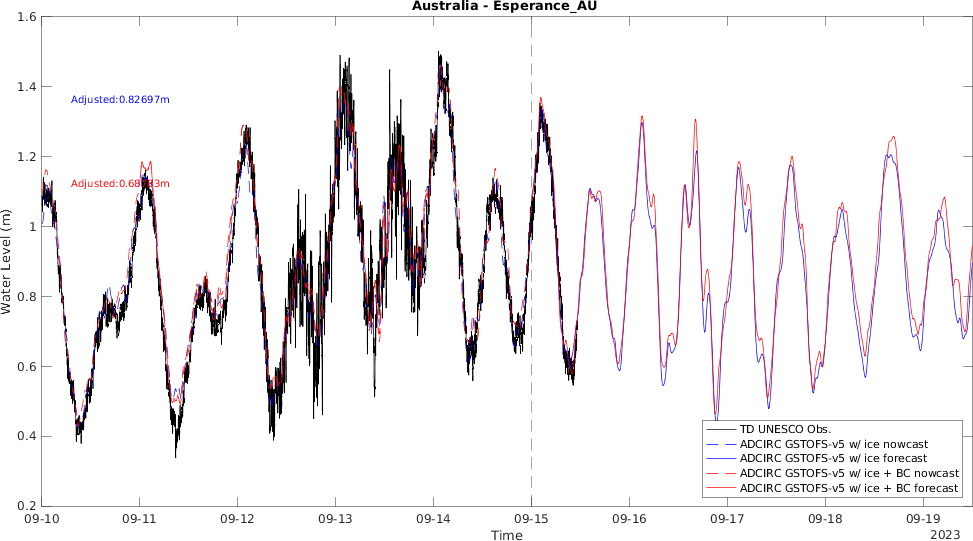 Australia - Esperance_AU
1.6
1.4
1.2
1
0.8
0.6
0.4
0.2
Water Level (m)
Adjusted:0.82697m
09-10
09-11
09-12
09-13
09-14
09-15
09-16
09-17
09-18
09-19
Time
2023
TD UNESCO Obs.
ADCIRC GSTOFS-v5 w/ ice nowcast
ADCIRC GSTOFS-v5 w/ ice forecast
ADCIRC GSTOFS-v5 w/ ice + BC nowcast
ADCIRC GSTOFS-v5 w/ ice + BC forecast